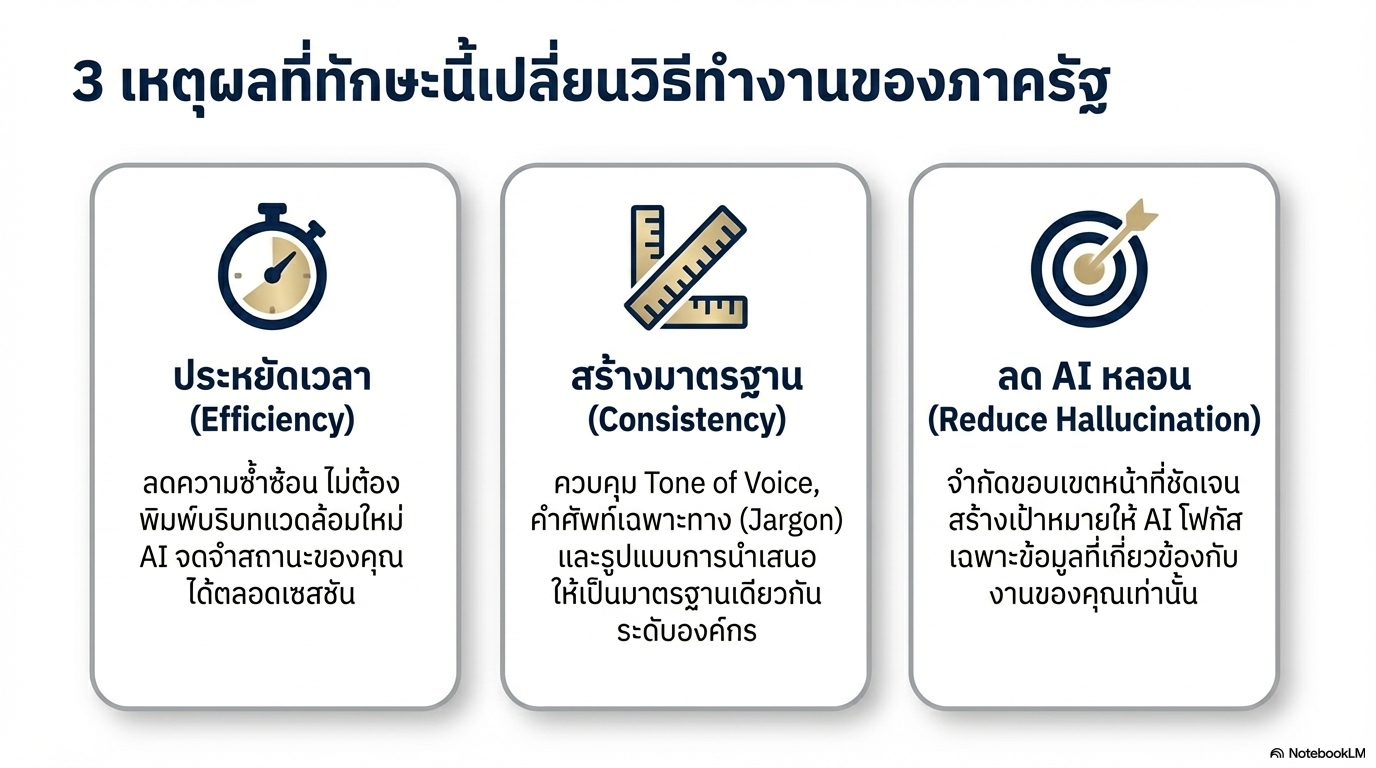 3 เหตุผลที่ทักษะนี้เปลี่ยนวิธีทำงานของภาครัฐ
ประหยัดเวลา
(Efficiency)
ลดความซ้ำซ้อน ไม่ต้อง
พิมพ์บริบทแวดล้อมใหม่
AI จดจำสถานะของคุณ
ได้ตลอดเซสชัน
สร้างมาตรฐาน
(Consistency)
ควบคุม Tone of Voice,
คำศัพท์เฉพาะทาง (Jargon)
และรูปแบบการนำเสนอ
ให้เป็นมาตรฐานเดียวกัน
ระดับองค์กร
ลด AI หลอน
(Reduce Hallucination)
จำกัดขอบเขตหน้าที่ชัดเจน
สร้างเป้าหมายให้ AI โฟกัส
เฉพาะข้อมูลที่เกี่ยวข้องกับ
งานของคุณเท่านั้น
NotebookLM